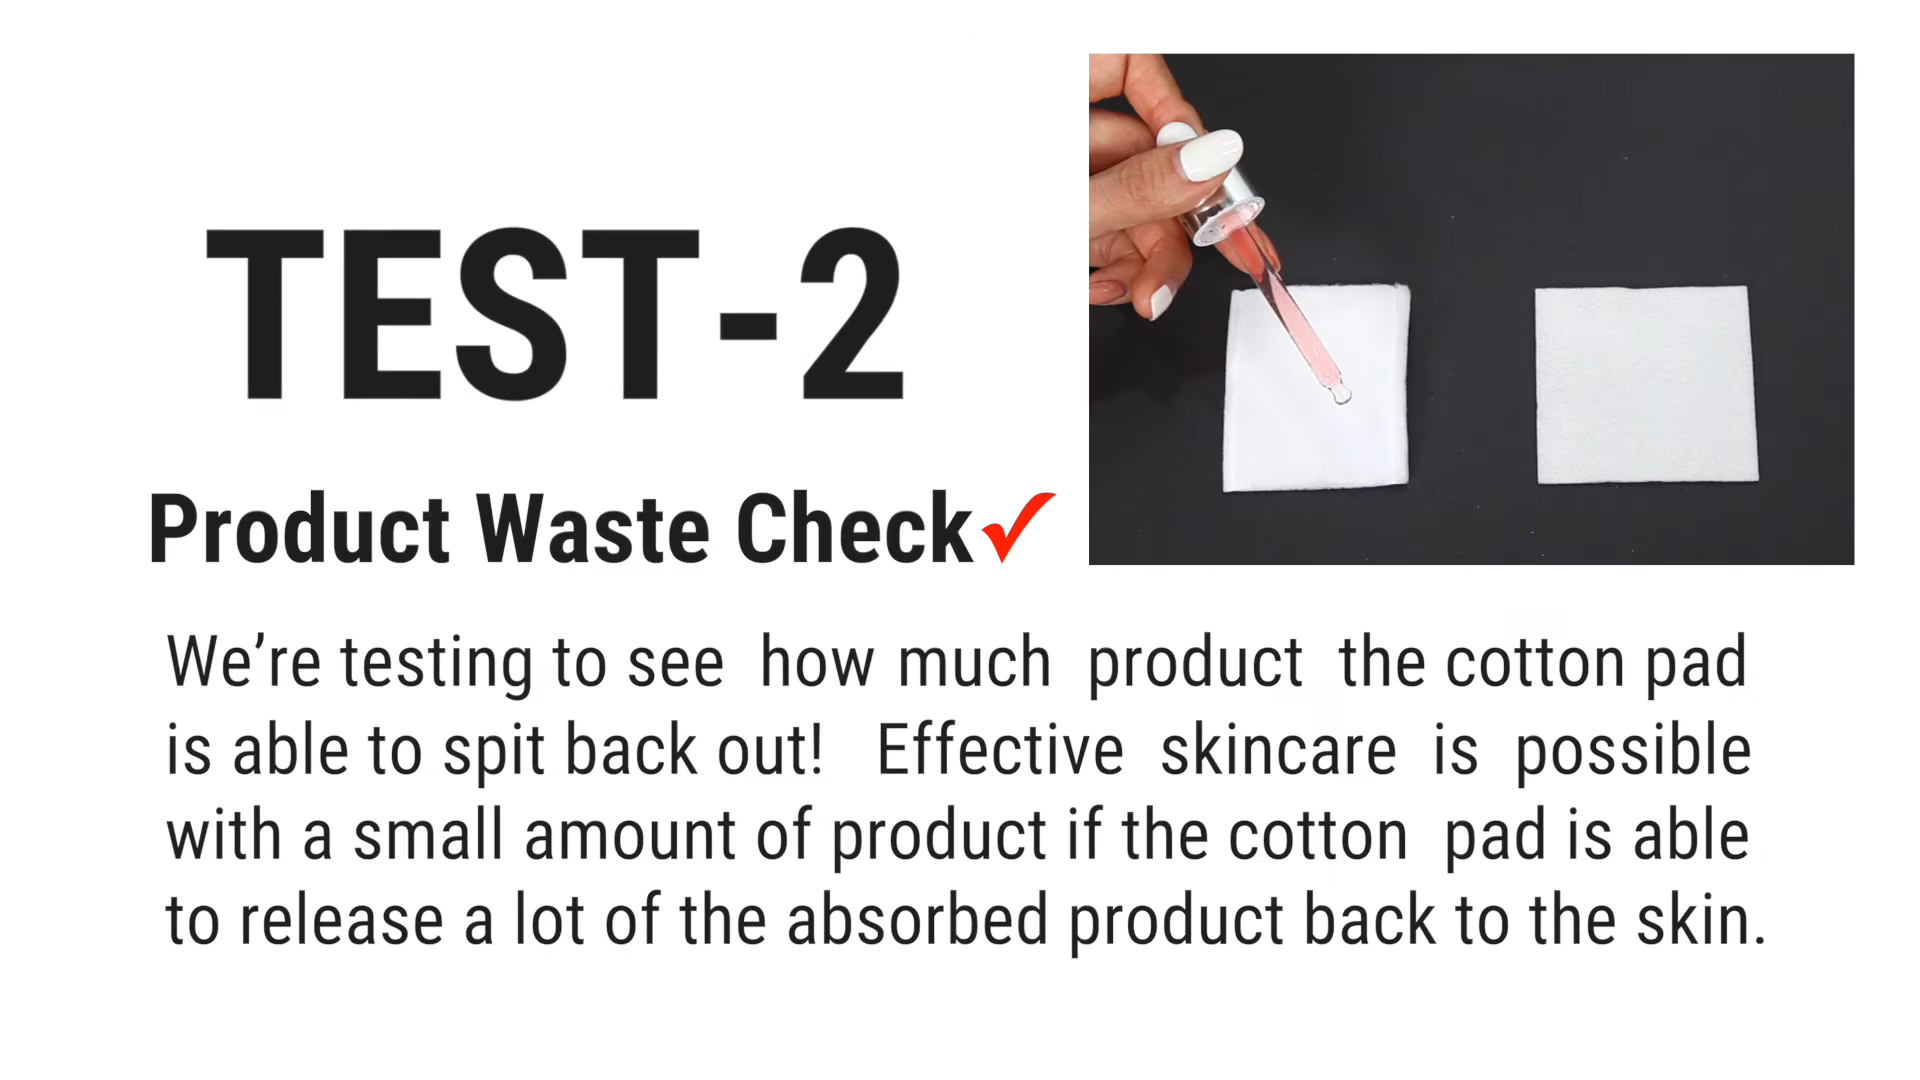 TEST-2
Product Waste Check✓
We’re testing to see how much product the cotton pad
is able to spit back out! Effective skincare is possible
with a small amount of product if the cotton pad is able
to release a lot of the absorbed product back to the skin.